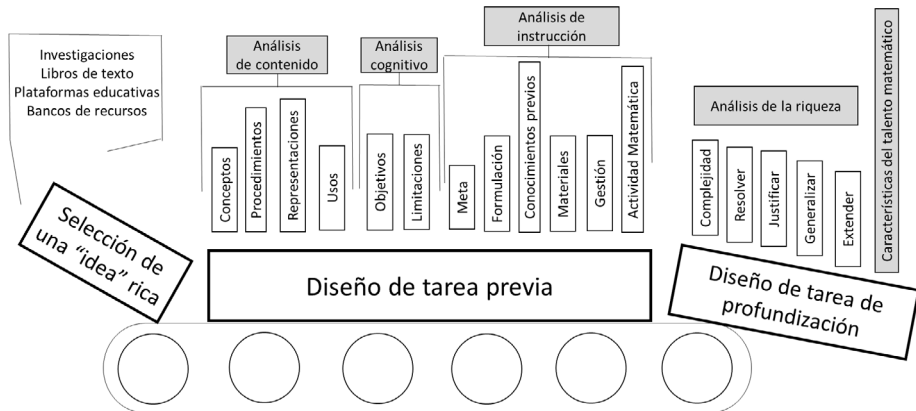 Investigaciones
Libros de texto
Plataformas educativas
Bancos de recursos
Selección de
una “idea” rica
Análisis
de contenido
Conceptos
Procedimientos
Representaciones
Usos
Análisis
cognitivo
Objetivos
Limitaciones
Análisis de
instrucción
Meta
Formulación
Conocimientos previos
Materiales
Gestión
Actividad Matemática
Diseño de tarea previa
Análisis de la riqueza
Complejidad
Resolver
Justificar
Generalizar
Extender
Características del talento matemático
Diseño de tarea de
profundización